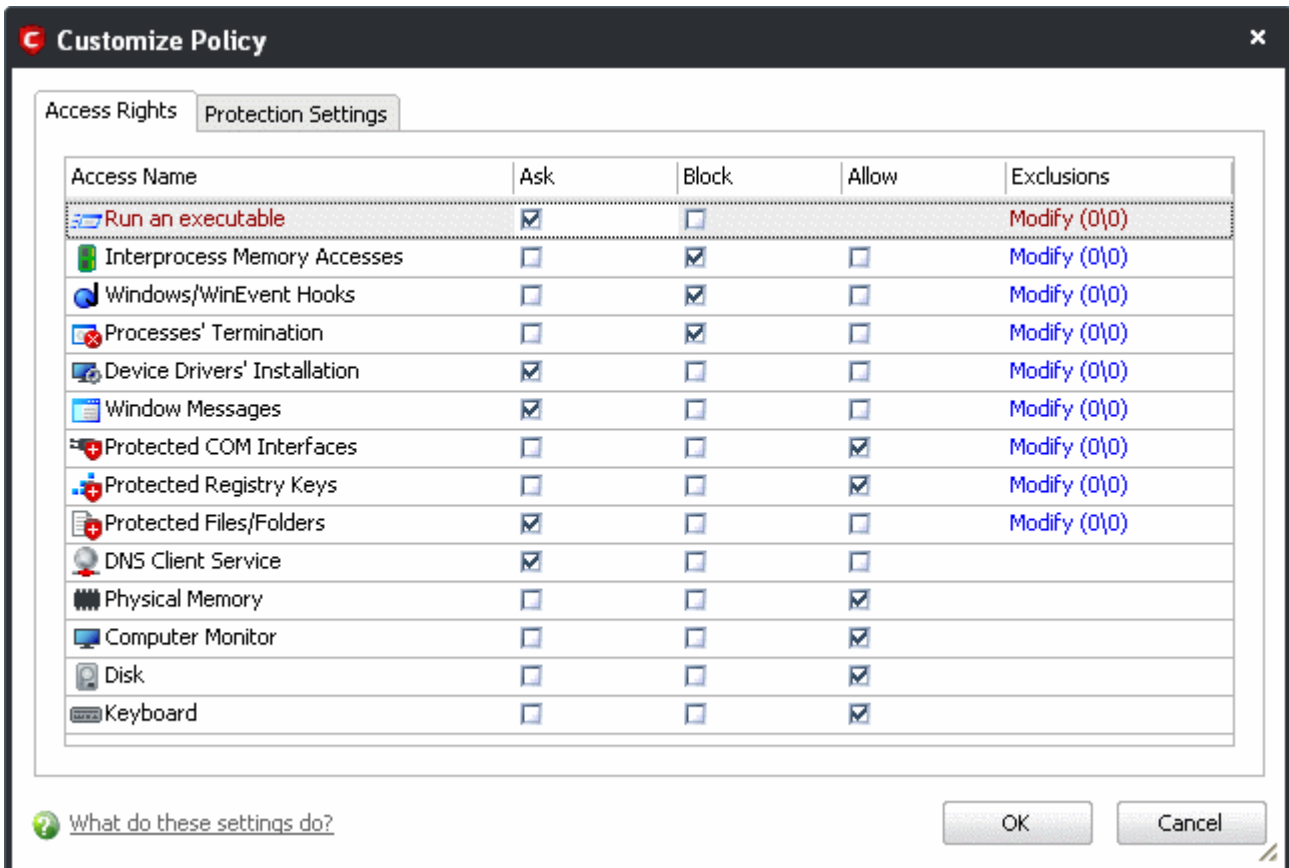 Customize Policy
Access Rights Protection Settings
Access Name Ask Block Allow Exclusions
Run an executable Modify (0\0)
Interprocess Memory Accesses Modify (0\0)
Windows/WinEvent Hooks Modify (0\0)
Processes' Termination Modify (0\0)
Device Drivers' Installation Modify (0\0)
Window Messages Modify (0\0)
Protected COM Interfaces Modify (0\0)
Protected Registry Keys Modify (0\0)
Protected Files/Folders Modify (0\0)
DNS Client Service
Physical Memory
Computer Monitor
Disk
Keyboard
What do these settings do? OK Cancel